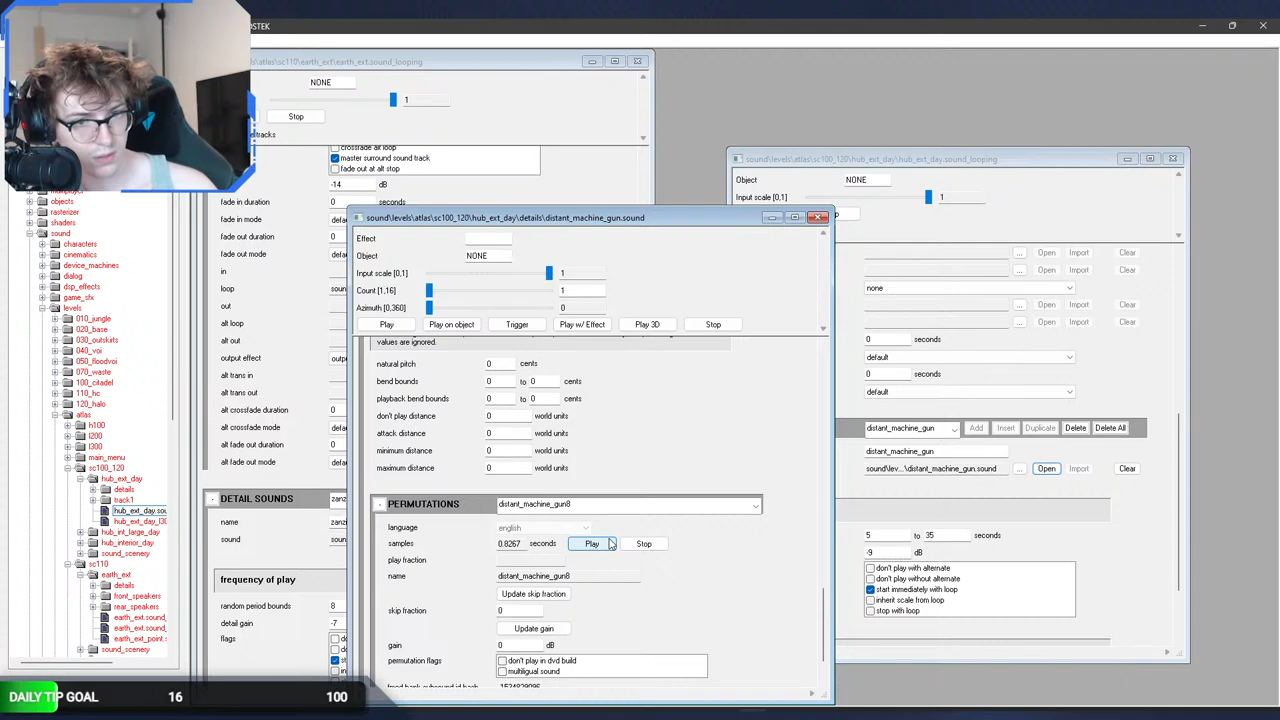 OSTEK
ls\atlas\sc110\earth_ext\earth_ext.sound_looping
NONE
1
Stop
crossfade alt loop
master surround sound track
fade out at alt stop
-14 dB
fade in duration 0 seconds
fade in mode
fade out duration 0
fade out mode
in
loop
out
alt loop
alt out
output effect
alt trans in
alt trans out
alt crossfade duration 0
alt crossfade mode
alt fade out duration 0
alt fade out mode
DETAIL SOUNDS
name
sound
frequency of play
random period bounds 8
detail gain -7
flags
objects
rasterizer
shaders
sound
characters
cinematics
device_machines
dialog
dsp_effects
game_sfx
levels
010_jungle
020_base
030_outskirts
040_voi
050_floodvoi
070_waste
100_citadel
110_hc
120_halo
atlas
h100
l200
l300
main_menu
sc100_120
hub_ext_day
details
track1
hub_ext_day.sou
hub_ext_day_l30
hub_int_large_day
hub_interior_day
sound_scenery
sc110
earth_ext
details
front_speakers
rear_speakers
earth_ext.sound_
earth_ext.sound_
earth_ext_point.s
sound_scenery
sound\levels\atlas\sc100_120\hub_ext_day\details\distant_machine_gun.sound
Effect
Object NONE
Input scale [0,1] 1
Count [1,16] 1
Azimuth [0,360] 0
Play Play on object Trigger Play w/ Effect Play 3D Stop
values are ignored.
natural pitch 0 cents
bend bounds 0 to 0 cents
playback bend bounds 0 to 0 cents
don't play distance 0 world units
attack distance 0 world units
minimum distance 0 world units
maximum distance 0 world units
PERMUTATIONS distant_machine_gun8
language english
samples 0.8267 seconds Play Stop
play fraction
name distant_machine_gun8
Update skip fraction
skip fraction 0
Update gain
gain 0 dB
permutation flags don't play in dvd build
multiligual sound
sound\levels\atlas\sc100_120\hub_ext_day\hub_ext_day.sound_looping
Object NONE
Input scale [0,1] 1
... Open Import Clear
... Open Import Clear
none
... Open Import Clear
... Open Import Clear
0 seconds
default
0 seconds
default
distant_machine_gun Add Insert Duplicate Delete Delete All
distant_machine_gun
sound\lev...\distant_machine_gun.sound ... Open Import Clear
5 to 35 seconds
-9 dB
don't play with alternate
don't play without alternate
start immediately with loop
inherit scale from loop
stop with loop
DAILY TIP GOAL 16 100